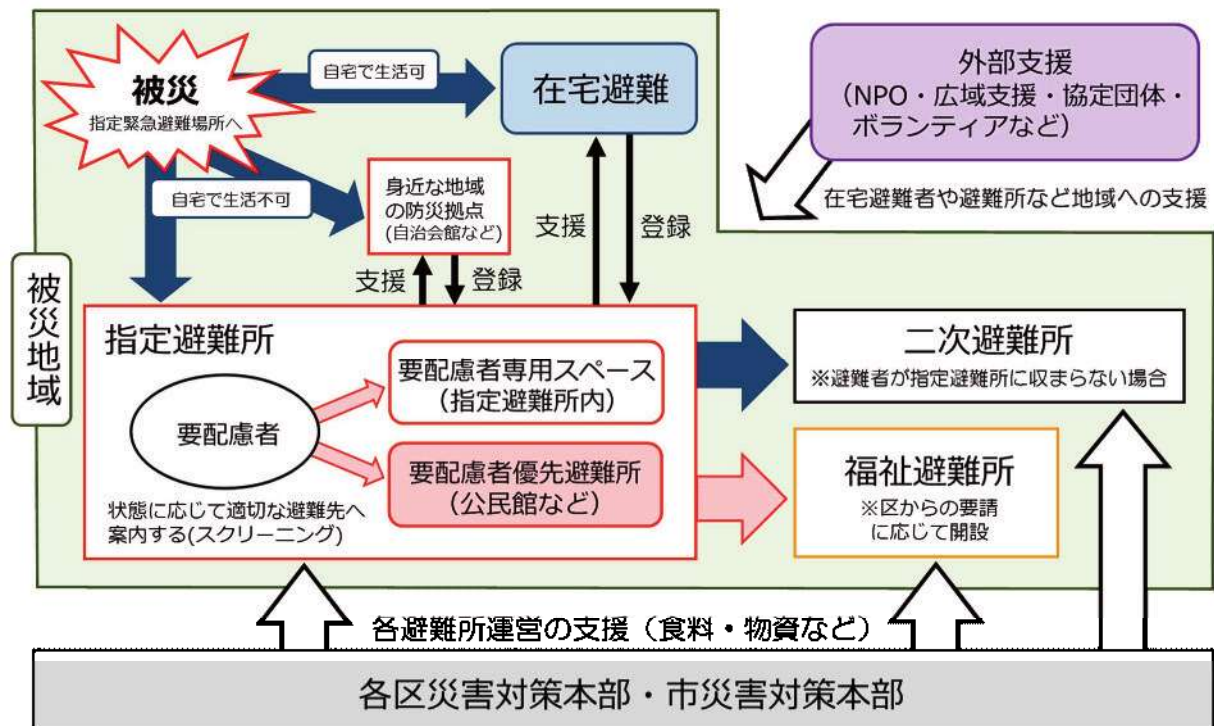 被災
指定緊急避難場所へ
自宅で生活可
在宅避難
外部支援
（NPO・広域支援・協定団体・
ボランティアなど）
自宅で生活不可
身近な地域
の防災拠点
(自治会館など)
支援
登録
在宅避難者や避難所など地域への支援
支援
登録
被災地域
指定避難所
要配慮者
状態に応じて適切な避難先へ
案内する(スクリーニング)
要配慮者専用スペース
（指定避難所内）
要配慮者優先避難所
（公民館など）
二次避難所
※避難者が指定避難所に収まらない場合
福祉避難所
※区からの要請
に応じて開設
各避難所運営の支援（食料・物資など）
各区災害対策本部・市災害対策本部